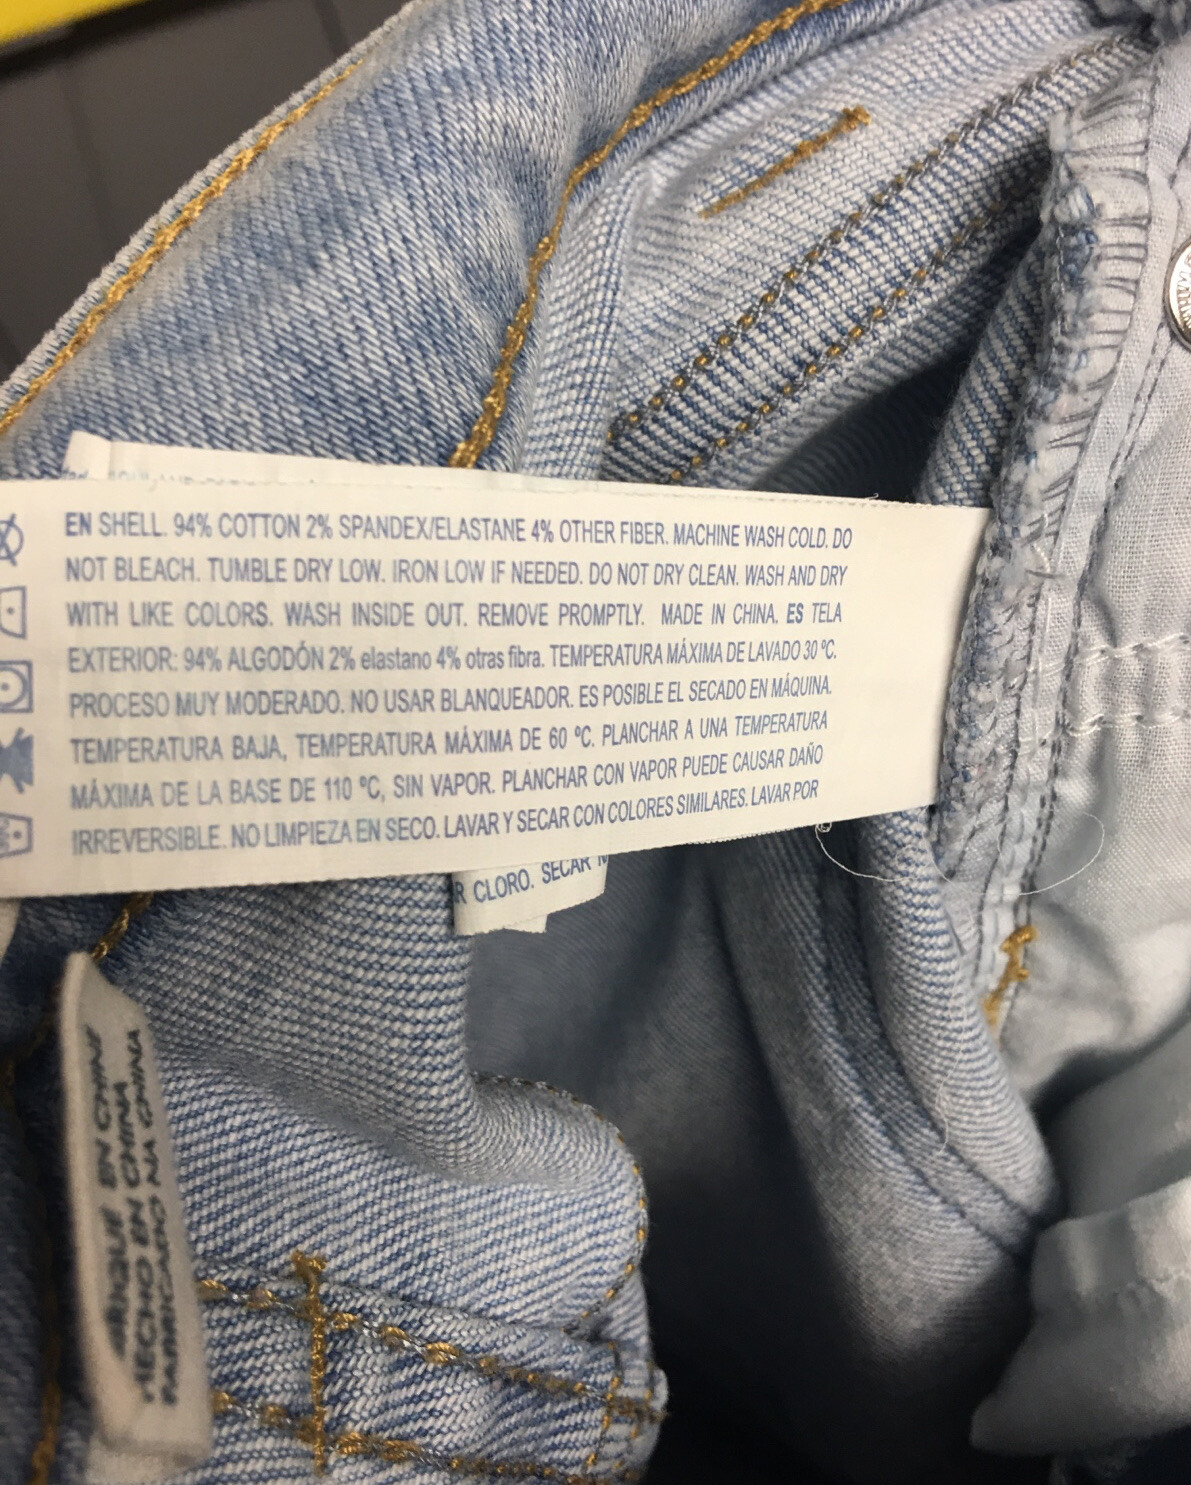 EN SHELL. 94% COTTON 2% SPANDEX/ELASTANE 4% OTHER FIBER. MACHINE WASH COLD. DO
NOT BLEACH. TUMBLE DRY LOW. IRON LOW IF NEEDED. DO NOT DRY CLEAN. WASH AND DRY
WITH LIKE COLORS. WASH INSIDE OUT. REMOVE PROMPTLY. MADE IN CHINA. ES TELA
EXTERIOR: 94% ALGODÓN 2% elastano 4% otras fibra. TEMPERATURA MÁXIMA DE LAVADO 30 ºC.
PROCESO MUY MODERADO. NO USAR BLANQUEADOR. ES POSIBLE EL SECADO EN MÁQUINA.
TEMPERATURA BAJA, TEMPERATURA MÁXIMA DE 60 ºC. PLANCHAR A UNA TEMPERATURA
MÁXIMA DE LA BASE DE 110 ºC, SIN VAPOR. PLANCHAR CON VAPOR PUEDE CAUSAR DAÑO
IRREVERSIBLE. NO LIMPIEZA EN SECO. LAVAR Y SECAR CON COLORES SIMILARES. LAVAR POR
CLORO. SECAR
EN CHINE
HECHO EN CHINA
FABRICADO NA CHINA